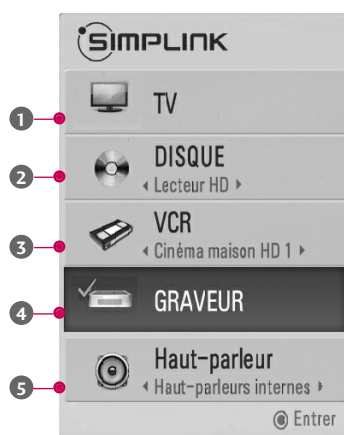 SIMPLINK
1 TV
2 DISQUE
◂ Lecteur HD ▸
3 VCR
◂ Cinéma maison HD 1 ▸
4 GRAVEUR
5 Haut-parleur
◂ Haut-parleurs internes ▸
◉ Entrer